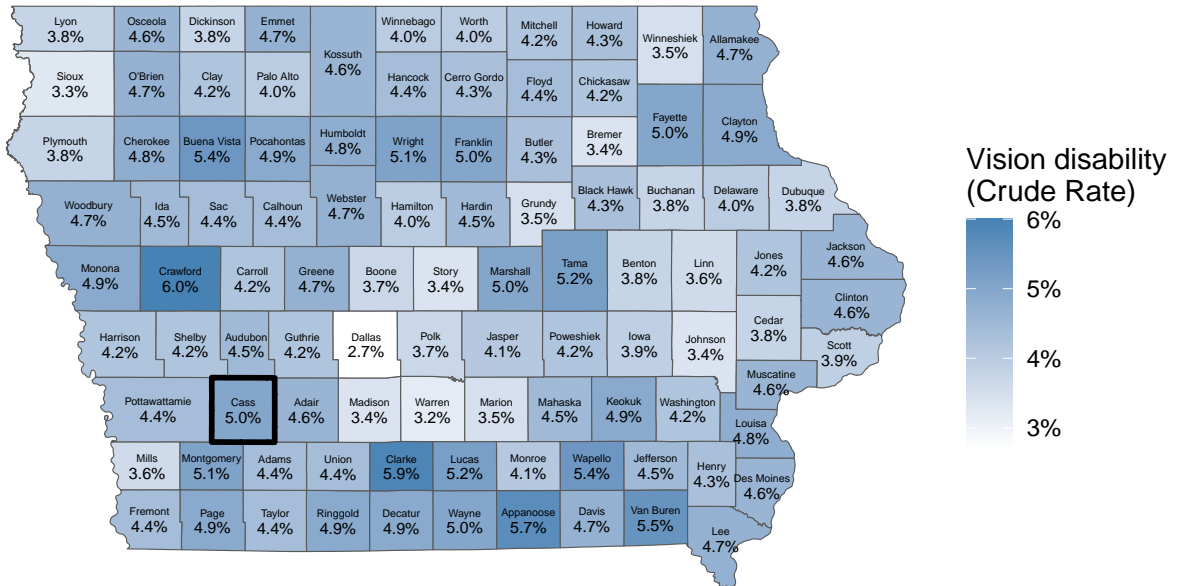 Lyon
3.8%
Osceola
4.6%
Dickinson
3.8%
Emmet
4.7%
Kossuth
4.6%
Winnebago
4.0%
Worth
4.0%
Mitchell
4.2%
Howard
4.3%
Winneshiek
3.5%
Allamakee
4.7%
Sioux
3.3%
O'Brien
4.7%
Clay
4.2%
Palo Alto
4.0%
Hancock
4.4%
Cerro Gordo
4.3%
Floyd
4.4%
Chickasaw
4.2%
Fayette
5.0%
Clayton
4.9%
Plymouth
3.8%
Cherokee
4.8%
Buena Vista
5.4%
Pocahontas
4.9%
Humboldt
4.8%
Wright
5.1%
Franklin
5.0%
Butler
4.3%
Bremer
3.4%
Woodbury
4.7%
Ida
4.5%
Sac
4.4%
Calhoun
4.4%
Webster
4.7%
Hamilton
4.0%
Hardin
4.5%
Grundy
3.5%
Black Hawk
4.3%
Buchanan
3.8%
Delaware
4.0%
Dubuque
3.8%
Monona
4.9%
Crawford
6.0%
Carroll
4.2%
Greene
4.7%
Boone
3.7%
Story
3.4%
Marshall
5.0%
Tama
5.2%
Benton
3.8%
Linn
3.6%
Jones
4.2%
Jackson
4.6%
Clinton
4.6%
Harrison
4.2%
Shelby
4.2%
Audubon
4.5%
Guthrie
4.2%
Dallas
2.7%
Polk
3.7%
Jasper
4.1%
Poweshiek
4.2%
Iowa
3.9%
Johnson
3.4%
Cedar
3.8%
Scott
3.9%
Muscatine
4.6%
Pottawattamie
4.4%
Cass
5.0%
Adair
4.6%
Madison
3.4%
Warren
3.2%
Marion
3.5%
Mahaska
4.5%
Keokuk
4.9%
Washington
4.2%
Louisa
4.8%
Mills
3.6%
Montgomery
5.1%
Adams
4.4%
Union
4.4%
Clarke
5.9%
Lucas
5.2%
Monroe
4.1%
Wapello
5.4%
Jefferson
4.5%
Henry
4.3%
Des Moines
4.6%
Fremont
4.4%
Page
4.9%
Taylor
4.4%
Ringgold
4.9%
Decatur
4.9%
Wayne
5.0%
Appanoose
5.7%
Davis
4.7%
Van Buren
5.5%
Lee
4.7%
Vision disability
(Crude Rate)
6%
5%
4%
3%